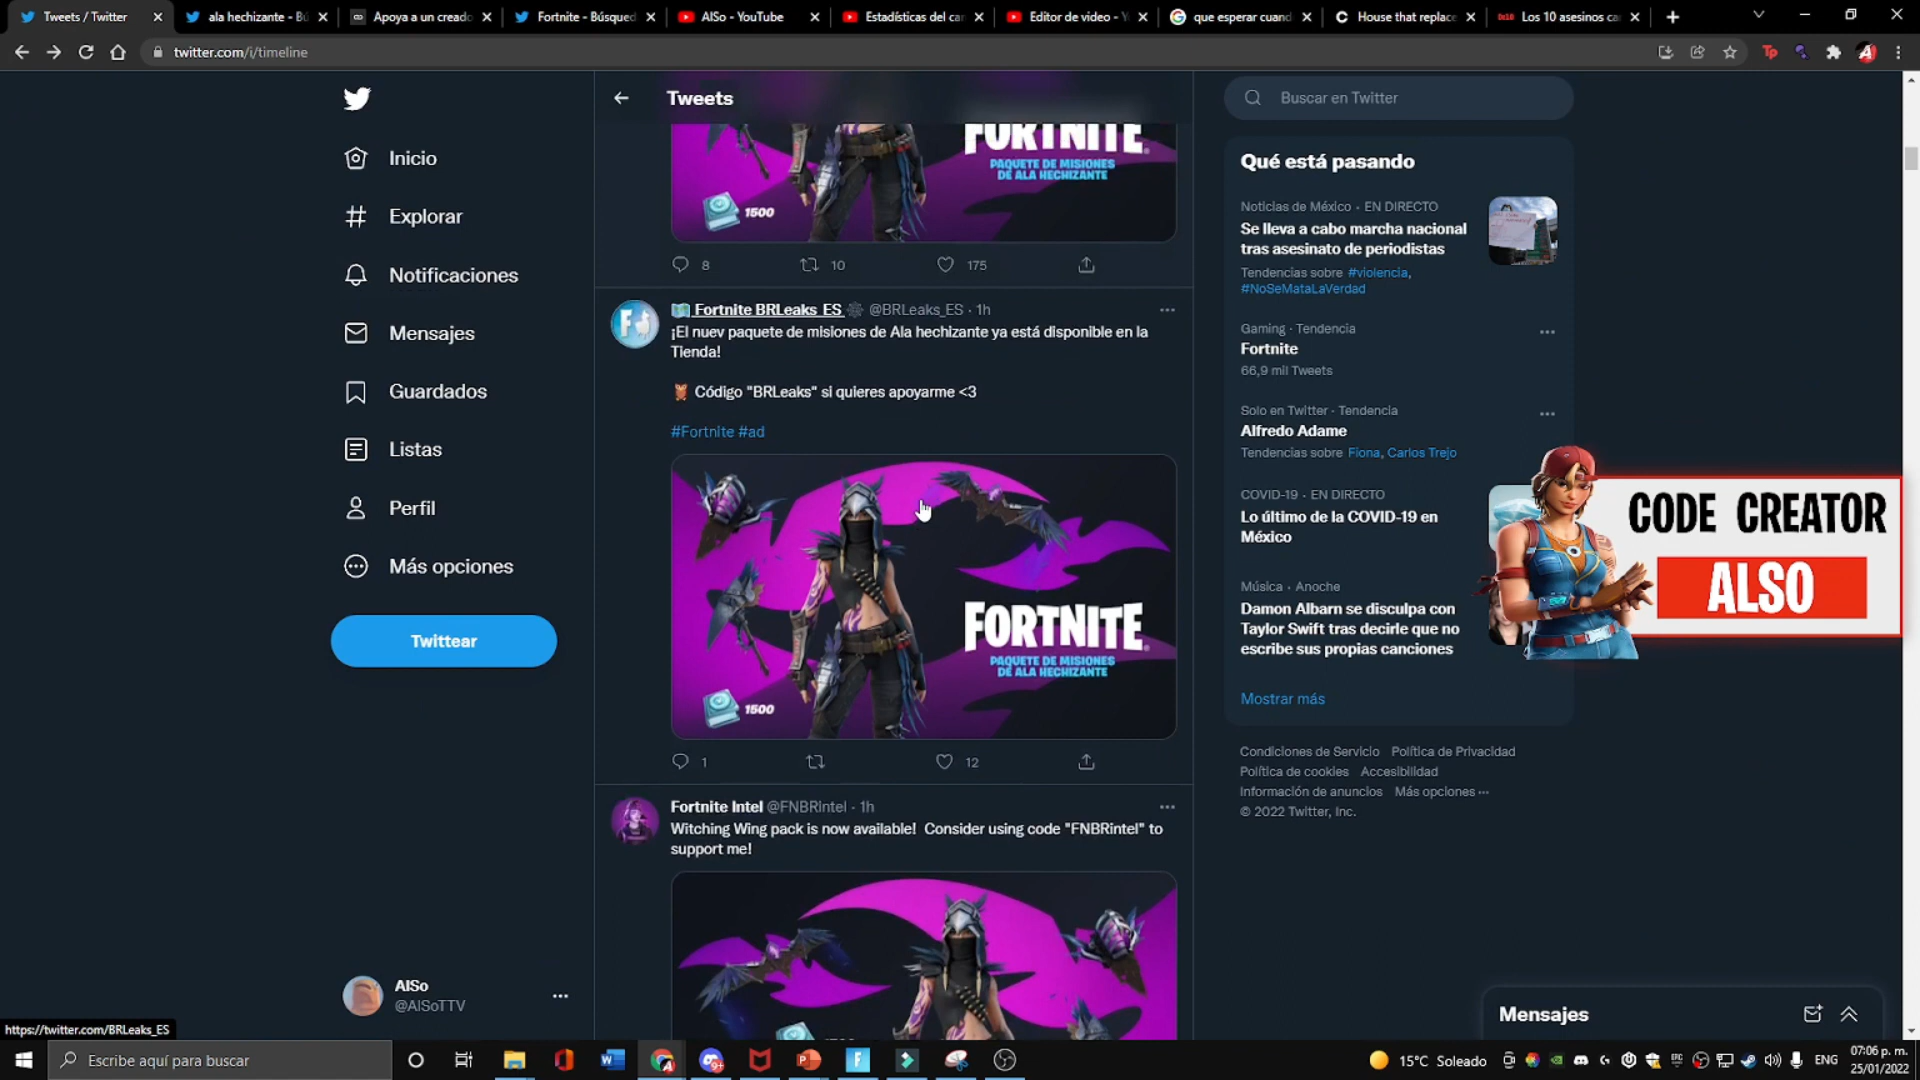 Tweets / Twitter
ala hechizante - Bú
Apoya a un creado
Fortnite - Búsqued
AlSo - YouTube
Estadísticas del ca
Editor de video - Y
que esperar cuand
House that replace
Los 10 asesinos ca
twitter.com/i/timeline
Tweets
Buscar en Twitter
Inicio
Explorar
Notificaciones
Mensajes
Guardados
Listas
Perfil
Más opciones
Twittear
AlSo
@AlSoTTV
FORTNITE
PAQUETE DE MISIONES
DE ALA HECHIZANTE
1500
8
10
175
Fortnite BRLeaks_ES @BRLeaks_ES · 1h
¡El nuev paquete de misiones de Ala hechizante ya está disponible en la
Tienda!
Código "BRLeaks" si quieres apoyarme <3
#Fortnite #ad
FORTNITE
PAQUETE DE MISIONES
DE ALA HECHIZANTE
1500
1
12
Fortnite Intel @FNBRIntel · 1h
Witching Wing pack is now available! Consider using code "FNBRintel" to
support me!
Qué está pasando
Noticias de México · EN DIRECTO
Se lleva a cabo marcha nacional
tras asesinato de periodistas
Tendencias sobre #violencia,
#NoSeMataLaVerdad
Gaming · Tendencia
Fortnite
66,9 mil Tweets
Solo en Twitter · Tendencia
Alfredo Adame
Tendencias sobre Fiona, Carlos Trejo
COVID-19 · EN DIRECTO
Lo último de la COVID-19 en
México
Música · Anoche
Damon Albarn se disculpa con
Taylor Swift tras decirle que no
escribe sus propias canciones
Mostrar más
Condiciones de Servicio Política de Privacidad
Política de cookies Accesibilidad
Información de anuncios Más opciones ···
© 2022 Twitter, Inc.
CODE CREATOR
ALSO
Mensajes
https://twitter.com/BRLeaks_ES
Escribe aquí para buscar
15°C Soleado
ENG
07:06 p. m.
25/01/2022